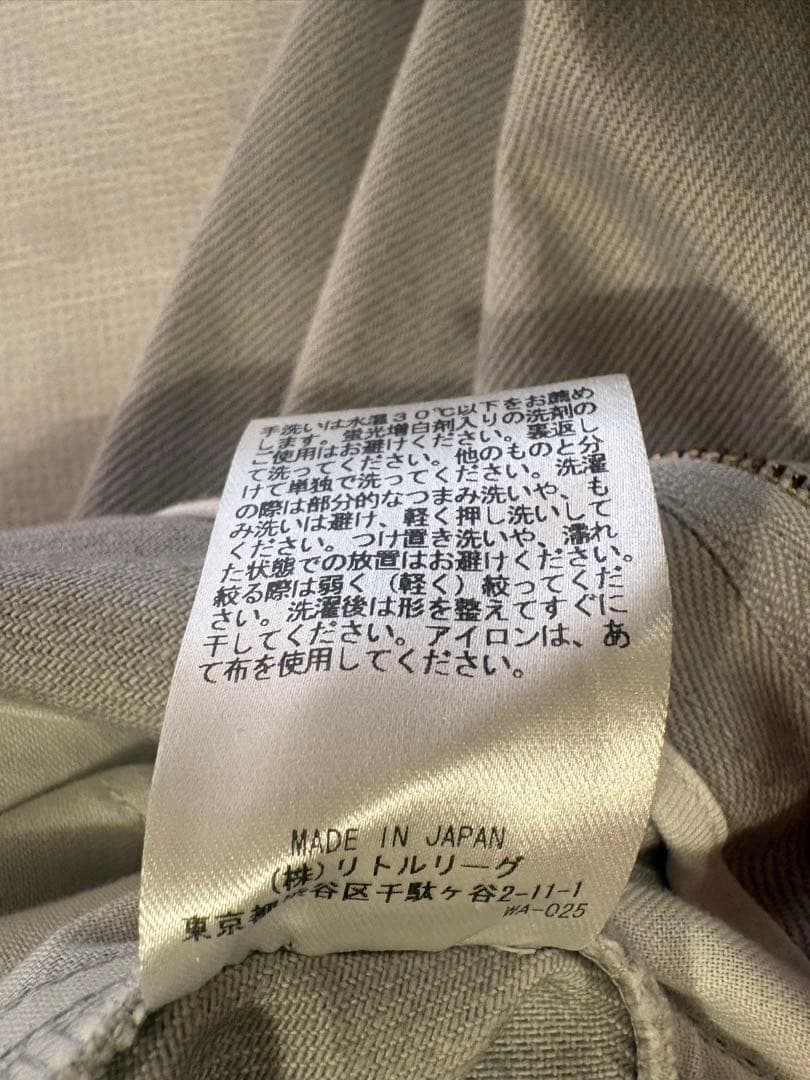 手洗いは水温30℃以下をお薦め
します。蛍光増白剤入りの洗剤の
ご使用はお避けください。裏返し
て洗ってください。他のものと分
けて単独で洗ってください。洗濯
の際は部分的なつまみ洗いや、も
み洗いは避け、軽く押し洗いして
ください。つけ置き洗いや、濡れ
た状態での放置はお避けください。
絞る際は弱く(軽く)絞ってくだ
さい。洗濯後は形を整えてすぐに
干してください。アイロンは、あ
て布を使用してください。
MADE IN JAPAN
(株)リトルリーグ
東京都渋谷区千駄ヶ谷2-11-1
WA-025